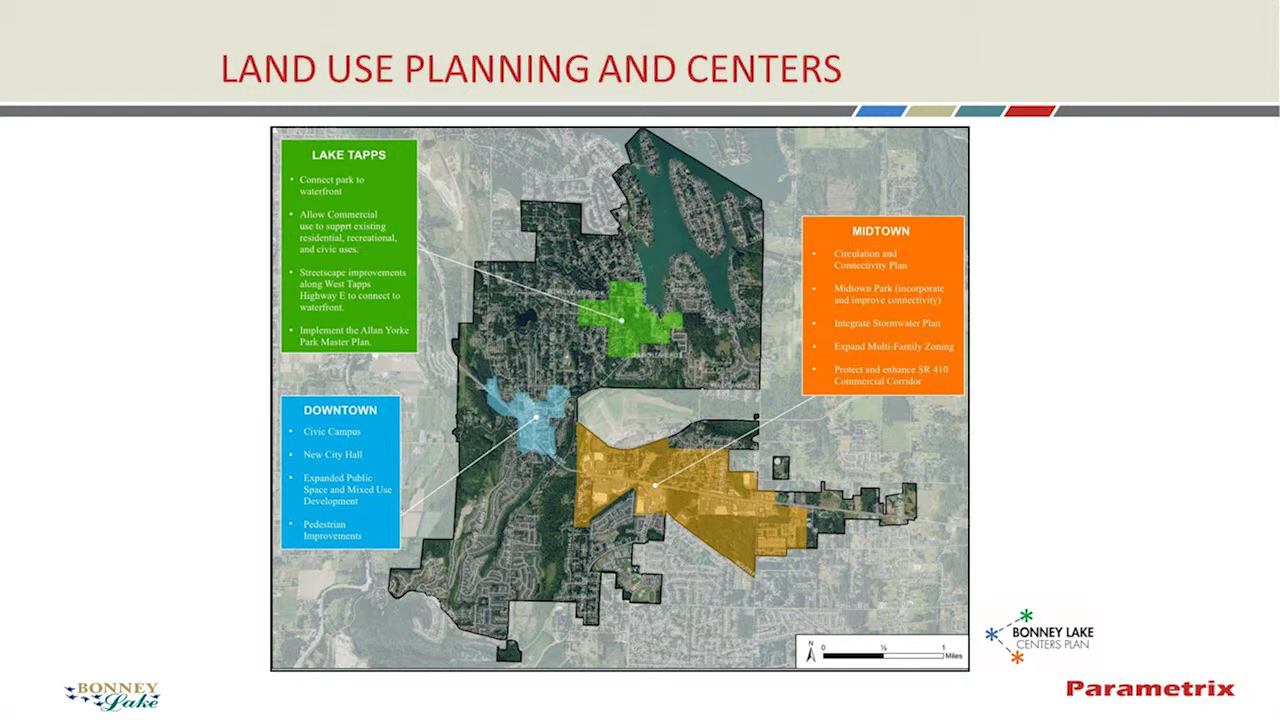 LAND USE PLANNING AND CENTERS
LAKE TAPPS
• Connect park to
waterfront
• Allow Commercial
use to supprt existing
residential, recreational,
and civic uses.
• Streetscape improvements
along West Tapps
Highway E to connect to
waterfront.
• Implement the Allan Yorke
Park Master Plan.
DOWNTOWN
• Civic Campus
• New City Hall
• Expanded Public
Space and Mixed Use
Development
• Pedestrian
Improvements
MIDTOWN
• Circulation and
Connectivity Plan
• Midtown Park (incorporate
and improve connectivity)
• Integrate Stormwater Plan
• Expand Multi-Family Zoning
• Protect and enhance SR 410
Commercial Corridor
N
0 ½ 1
Miles
BONNEY LAKE
CENTERS PLAN
BONNEY
Lake
Parametrix